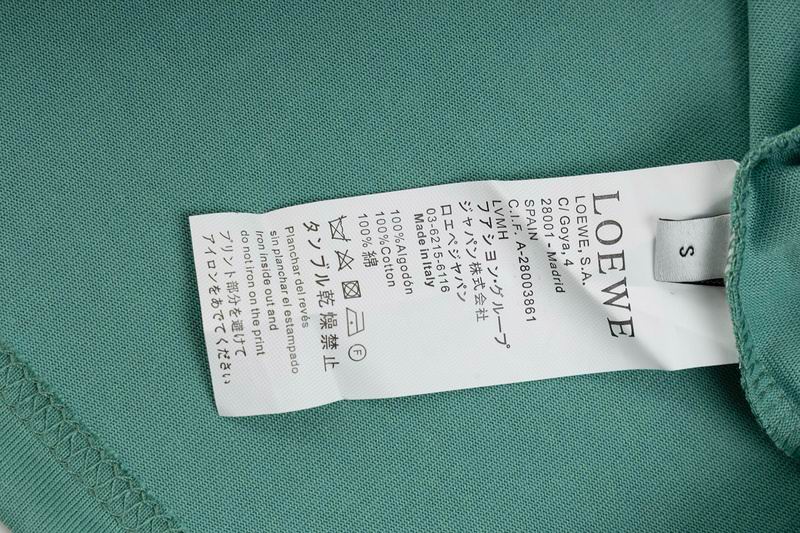 LOEWE
LOEWE, S.A.
C/ Goya, 4
28001 - Madrid
SPAIN
C.I.F. A-28003861
LVMH
ファション・グループ
ジャパン株式会社
ロエベジャパン
03-6215-6116
Made in Italy
100%Algodón
100%Cotton
100% 綿
F
タンブル乾燥禁止
Planchar del revés
sin planchar el estampado
Iron inside out and
do not iron on the print
プリント部分を避けて
アイロンをあててください
S